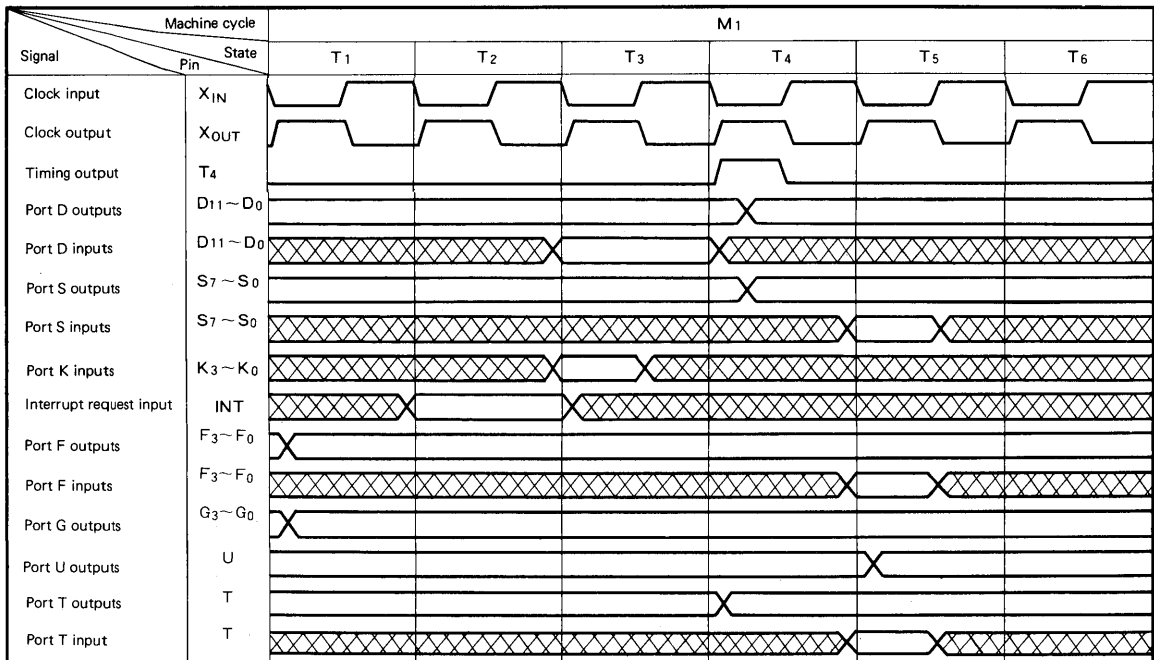 Machine cycle M1
Signal Pin State T1 T2 T3 T4 T5 T6
Clock input XIN
Clock output XOUT
Timing output T4
Port D outputs D11~D0
Port D inputs D11~D0
Port S outputs S7~S0
Port S inputs S7~S0
Port K inputs K3~K0
Interrupt request input INT
Port F outputs F3~F0
Port F inputs F3~F0
Port G outputs G3~G0
Port U outputs U
Port T outputs T
Port T input T